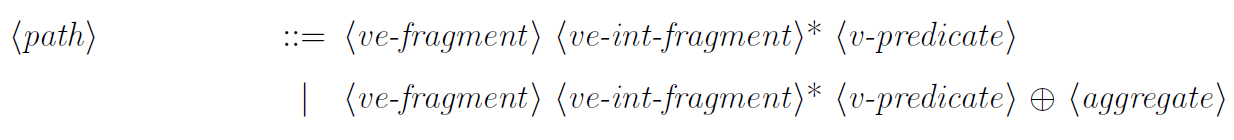 ⟨path⟩ ::= ⟨ve-fragment⟩ ⟨ve-int-fragment⟩* ⟨v-predicate⟩
| ⟨ve-fragment⟩ ⟨ve-int-fragment⟩* ⟨v-predicate⟩ ⊕ ⟨aggregate⟩